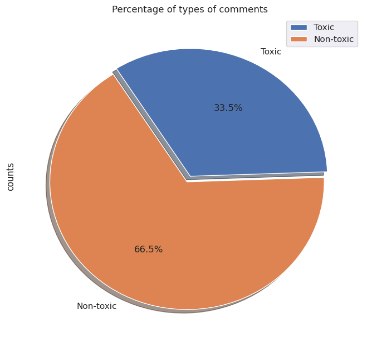 Percentage of types of comments
Toxic
Non-toxic
Toxic
33.5%
counts
66.5%
Non-toxic